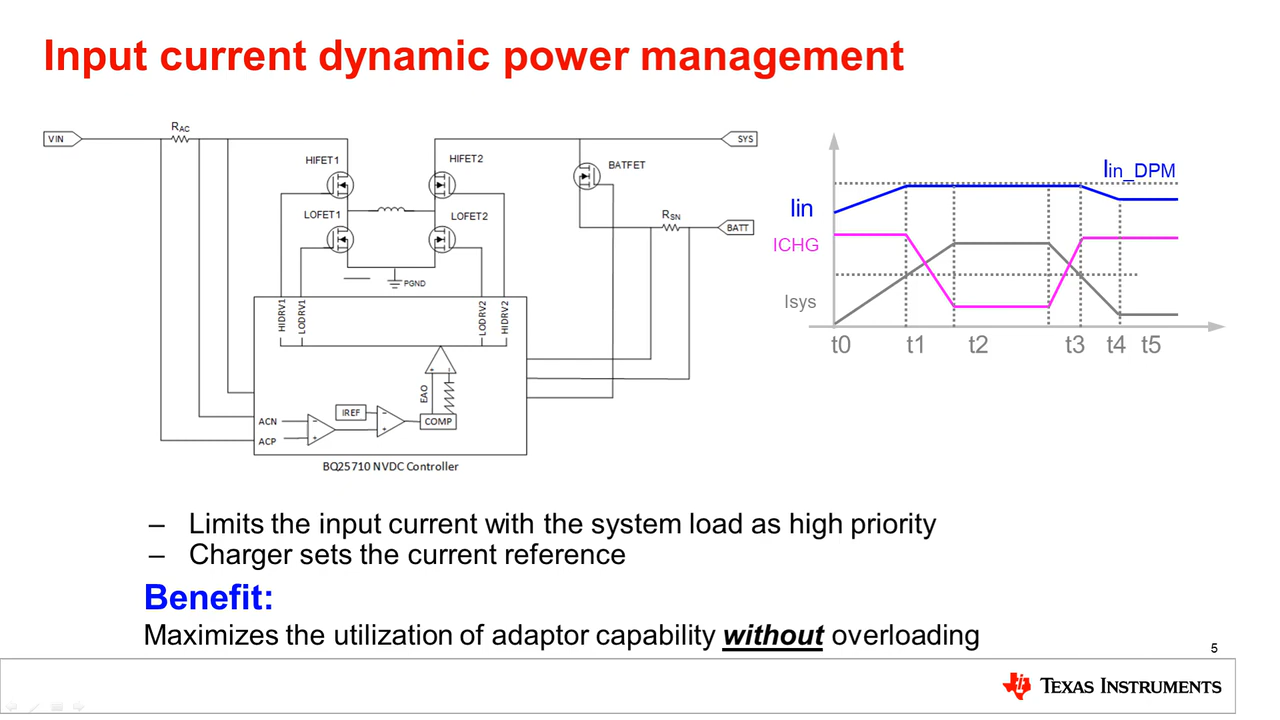 Input current dynamic power management
VIN
RAC
HIFET1
HIFET2
SYS
BATFET
LOFET1
LOFET2
RSN
BATT
PGND
HIDRV1
LODRV1
LODRV2
HIDRV2
EAO
IREF
COMP
ACN
ACP
BQ25710 NVDC Controller
Iin_DPM
Iin
ICHG
Isys
t0 t1 t2 t3 t4 t5
– Limits the input current with the system load as high priority
– Charger sets the current reference
Benefit:
Maximizes the utilization of adaptor capability without overloading
5
TEXAS INSTRUMENTS